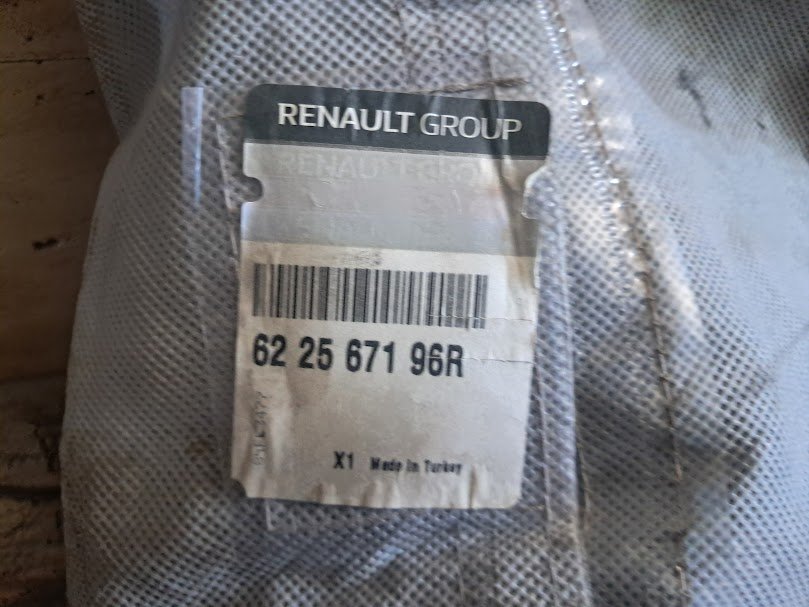 RENAULT GROUP
62 25 671 96R
X1 Made in Turkey